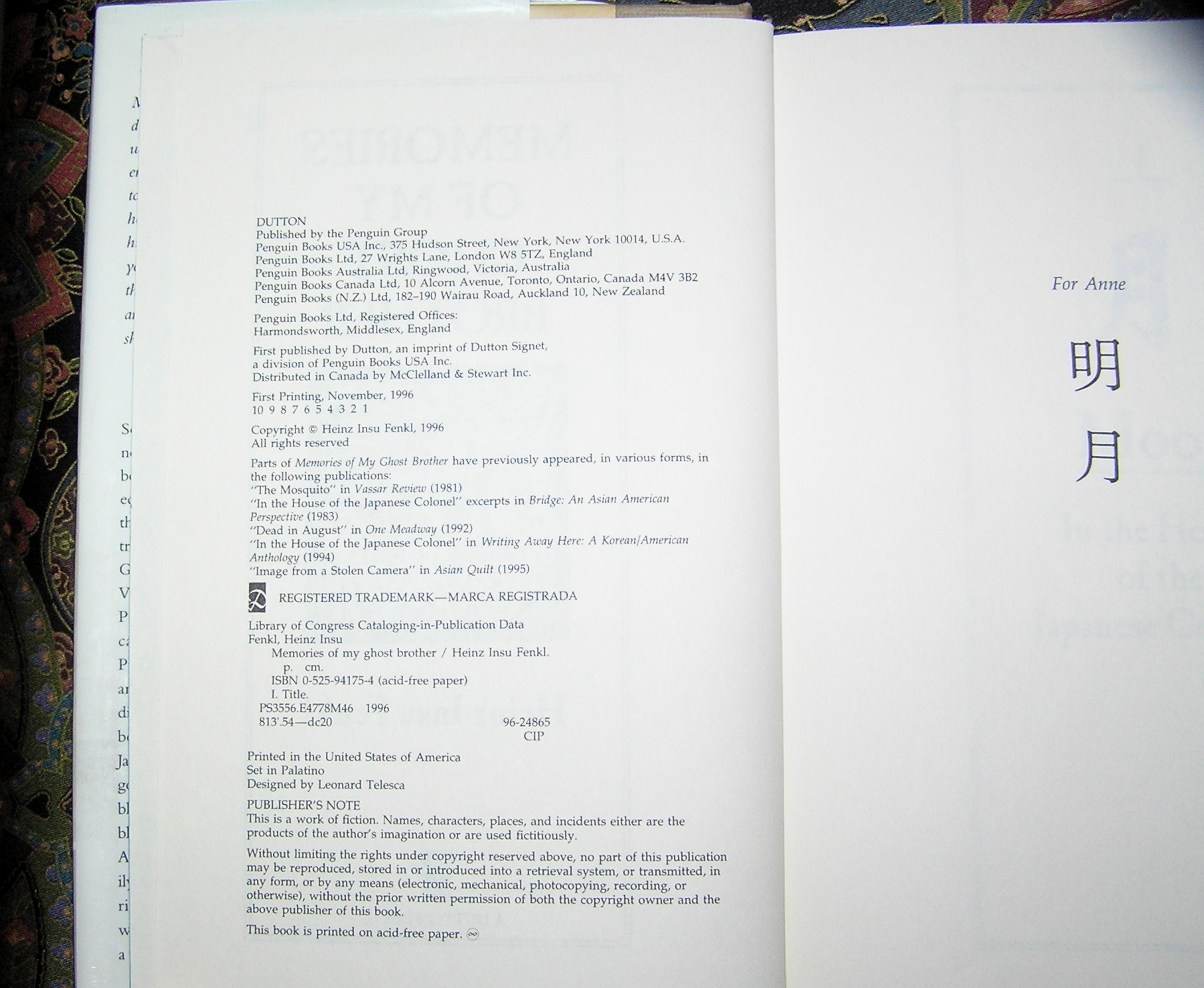 DUTTON
Published by the Penguin Group
Penguin Books USA Inc., 375 Hudson Street, New York, New York 10014, U.S.A.
Penguin Books Ltd, 27 Wrights Lane, London W8 5TZ, England
Penguin Books Australia Ltd, Ringwood, Victoria, Australia
Penguin Books Canada Ltd, 10 Alcorn Avenue, Toronto, Ontario, Canada M4V 3B2
Penguin Books (N.Z.) Ltd, 182–190 Wairau Road, Auckland 10, New Zealand
Penguin Books Ltd, Registered Offices:
Harmondsworth, Middlesex, England
First published by Dutton, an imprint of Dutton Signet,
a division of Penguin Books USA Inc.
Distributed in Canada by McClelland & Stewart Inc.
First Printing, November, 1996
10 9 8 7 6 5 4 3 2 1
Copyright © Heinz Insu Fenkl, 1996
All rights reserved
Parts of Memories of My Ghost Brother have previously appeared, in various forms, in
the following publications:
"The Mosquito" in Vassar Review (1981)
"In the House of the Japanese Colonel" excerpts in Bridge: An Asian American
Perspective (1983)
"Dead in August" in One Meadway (1992)
"In the House of the Japanese Colonel" in Writing Away Here: A Korean/American
Anthology (1994)
"Image from a Stolen Camera" in Asian Quilt (1995)
REGISTERED TRADEMARK—MARCA REGISTRADA
Library of Congress Cataloging-in-Publication Data
Fenkl, Heinz Insu
Memories of my ghost brother / Heinz Insu Fenkl.
p. cm.
ISBN 0-525-94175-4 (acid-free paper)
I. Title.
PS3556.E4778M46 1996
813'.54—dc20 96-24865
CIP
Printed in the United States of America
Set in Palatino
Designed by Leonard Telesca
PUBLISHER'S NOTE
This is a work of fiction. Names, characters, places, and incidents either are the
products of the author's imagination or are used fictitiously.
Without limiting the rights under copyright reserved above, no part of this publication
may be reproduced, stored in or introduced into a retrieval system, or transmitted, in
any form, or by any means (electronic, mechanical, photocopying, recording, or
otherwise), without the prior written permission of both the copyright owner and the
above publisher of this book.
This book is printed on acid-free paper.
For Anne
明
月